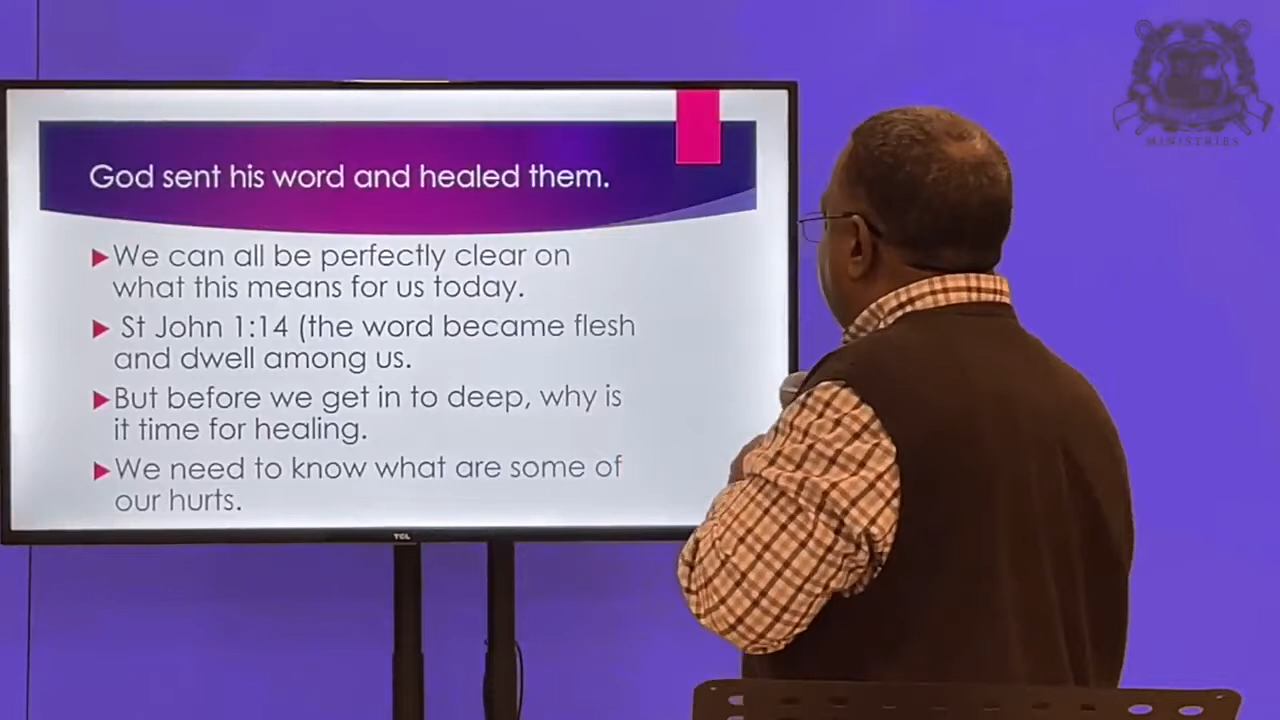 God sent his word and healed them.
▶We can all be perfectly clear on
what this means for us today.
▶ St John 1:14 (the word became flesh
and dwell among us.
▶But before we get in to deep, why is
it time for healing.
▶We need to know what are some of
our hurts.
TCL
MINISTRIES